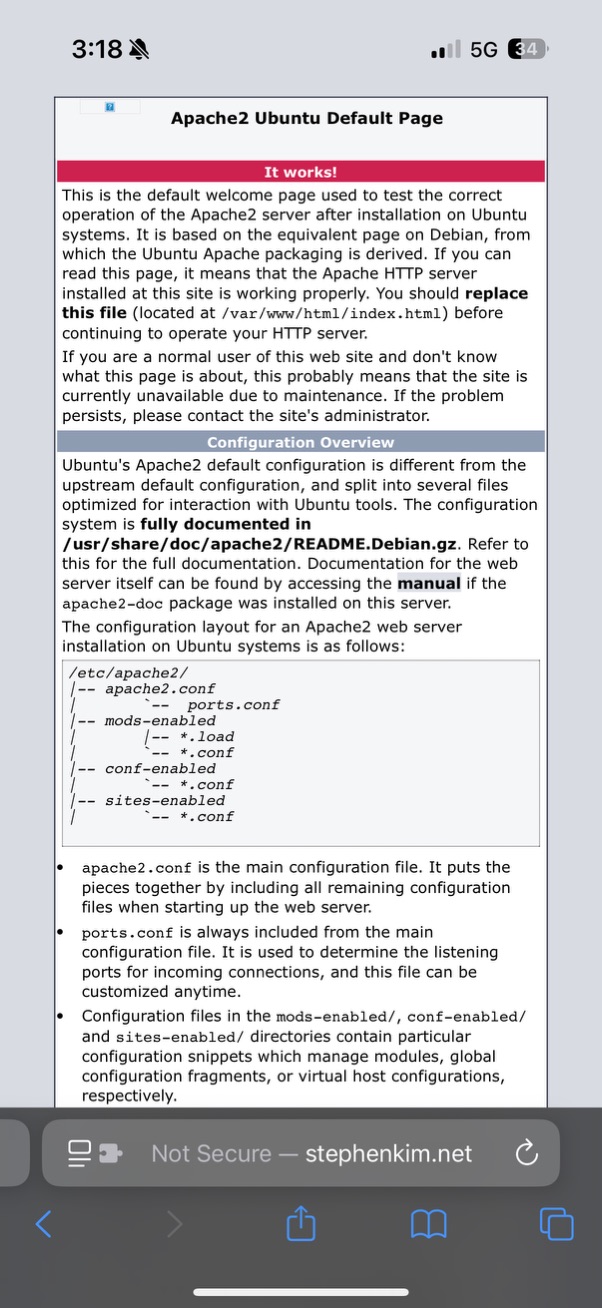 3:18
5G 34
Apache2 Ubuntu Default Page
It works!
This is the default welcome page used to test the correct
operation of the Apache2 server after installation on Ubuntu
systems. It is based on the equivalent page on Debian, from
which the Ubuntu Apache packaging is derived. If you can
read this page, it means that the Apache HTTP server
installed at this site is working properly. You should replace
this file (located at /var/www/html/index.html) before
continuing to operate your HTTP server.
If you are a normal user of this web site and don't know
what this page is about, this probably means that the site is
currently unavailable due to maintenance. If the problem
persists, please contact the site's administrator.
Configuration Overview
Ubuntu's Apache2 default configuration is different from the
upstream default configuration, and split into several files
optimized for interaction with Ubuntu tools. The configuration
system is fully documented in
/usr/share/doc/apache2/README.Debian.gz. Refer to
this for the full documentation. Documentation for the web
server itself can be found by accessing the manual if the
apache2-doc package was installed on this server.
The configuration layout for an Apache2 web server
installation on Ubuntu systems is as follows:
/etc/apache2/
|-- apache2.conf
|       `--  ports.conf
|-- mods-enabled
|       |-- *.load
|       `-- *.conf
|-- conf-enabled
|       `-- *.conf
|-- sites-enabled
|       `-- *.conf
• apache2.conf is the main configuration file. It puts the
pieces together by including all remaining configuration
files when starting up the web server.
• ports.conf is always included from the main
configuration file. It is used to determine the listening
ports for incoming connections, and this file can be
customized anytime.
• Configuration files in the mods-enabled/, conf-enabled/
and sites-enabled/ directories contain particular
configuration snippets which manage modules, global
configuration fragments, or virtual host configurations,
respectively.
Not Secure — stephenkim.net